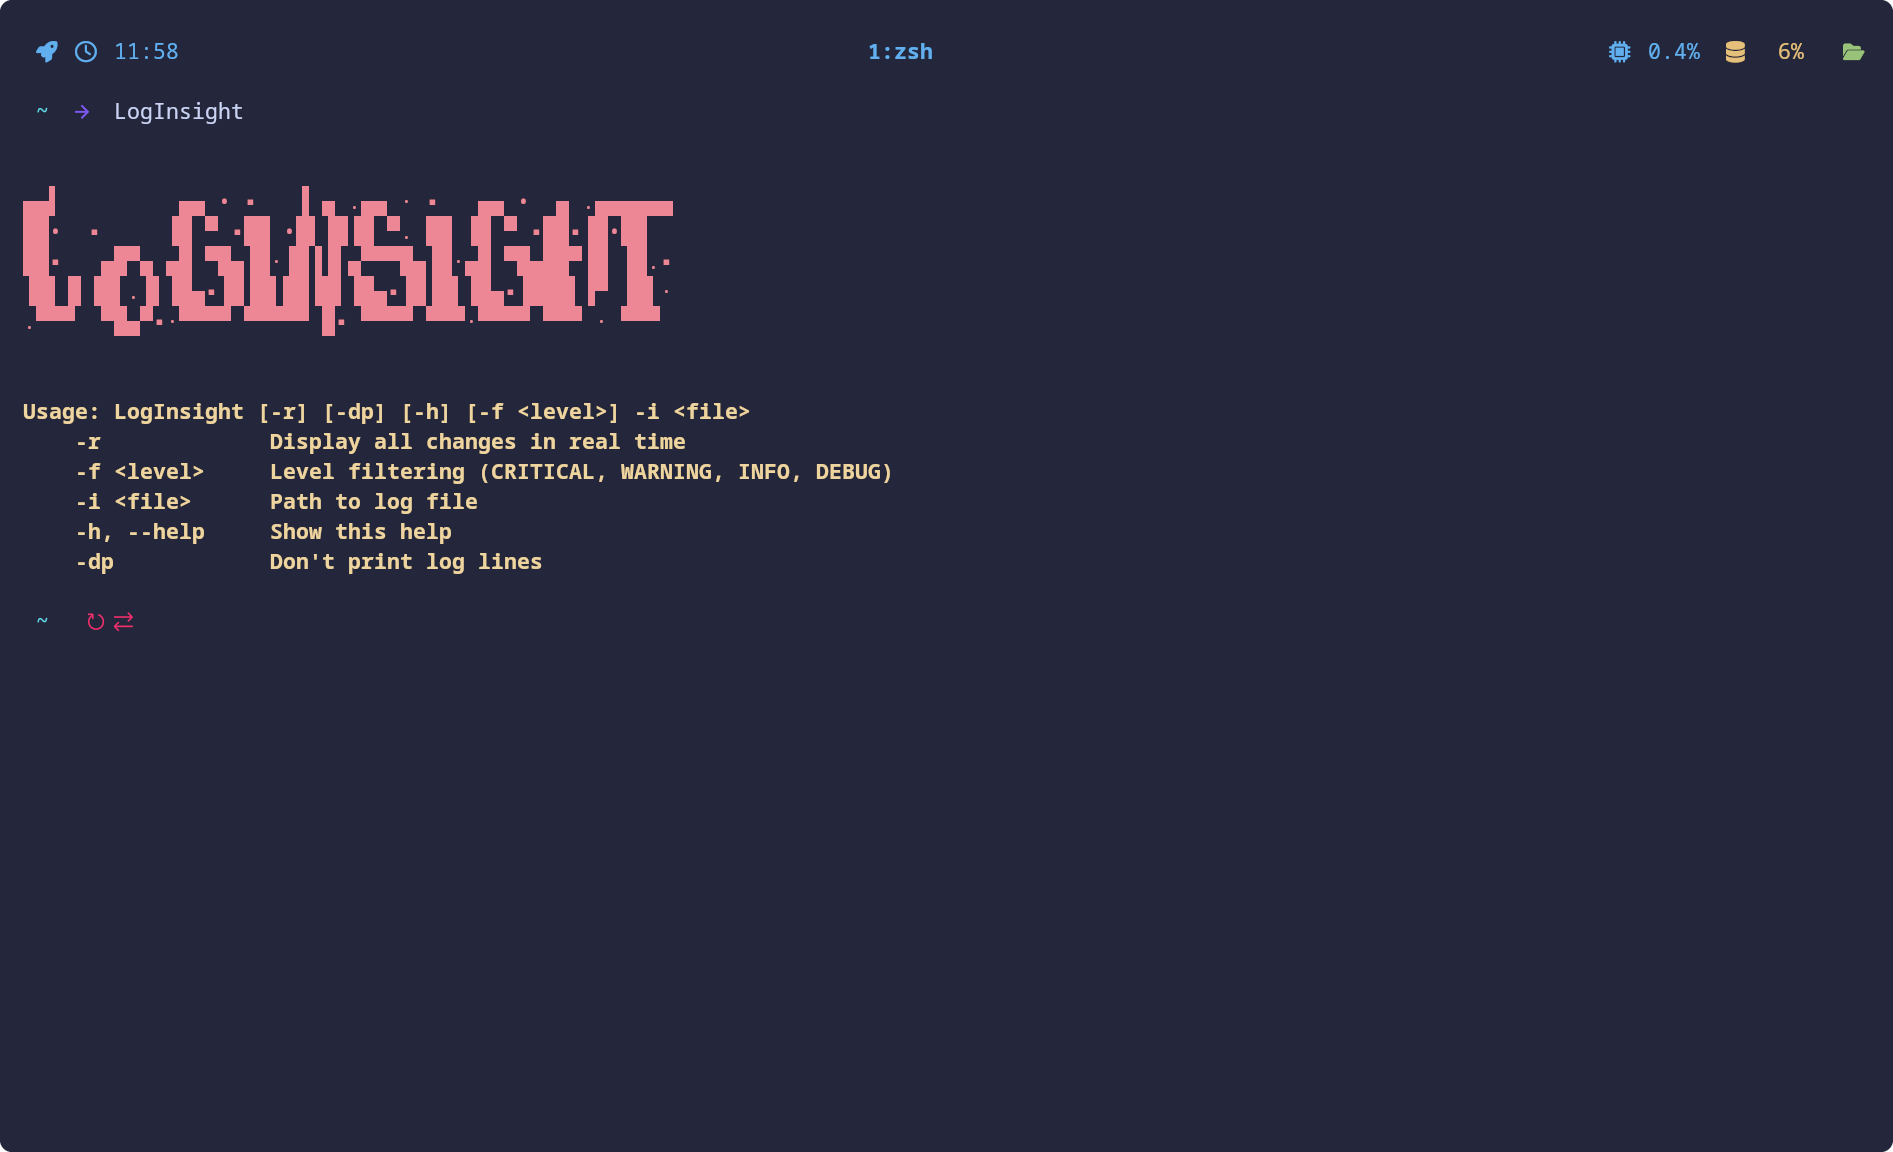 11:58 1:zsh 0.4% 6%
~ → LogInsight
LOGINSIGHT
Usage: LogInsight [-r] [-dp] [-h] [-f <level>] -i <file>
-r Display all changes in real time
-f <level> Level filtering (CRITICAL, WARNING, INFO, DEBUG)
-i <file> Path to log file
-h, --help Show this help
-dp Don't print log lines
~ ↻ ⇄